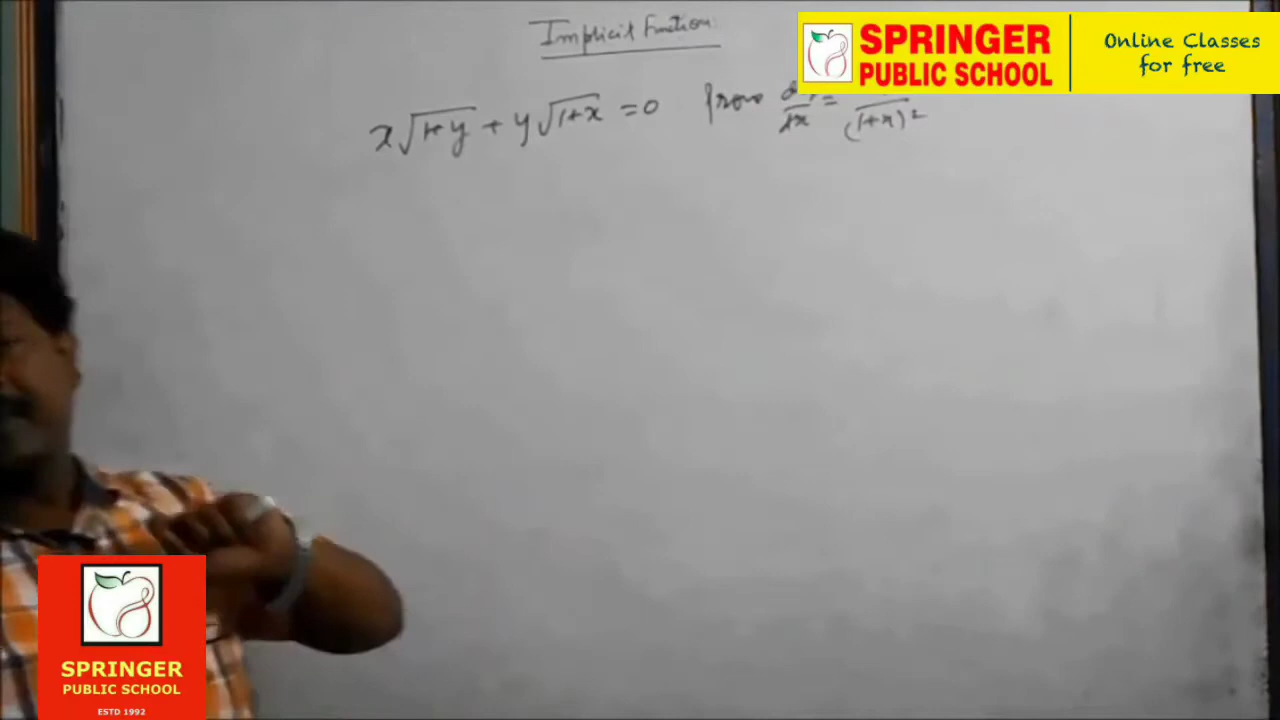 Implicit Function:
x√1+y + y√1+x = 0 prove dy/dx = /(1+x)²
SPRINGER
PUBLIC SCHOOL
Online Classes
for free
SPRINGER
PUBLIC SCHOOL
ESTD 1992